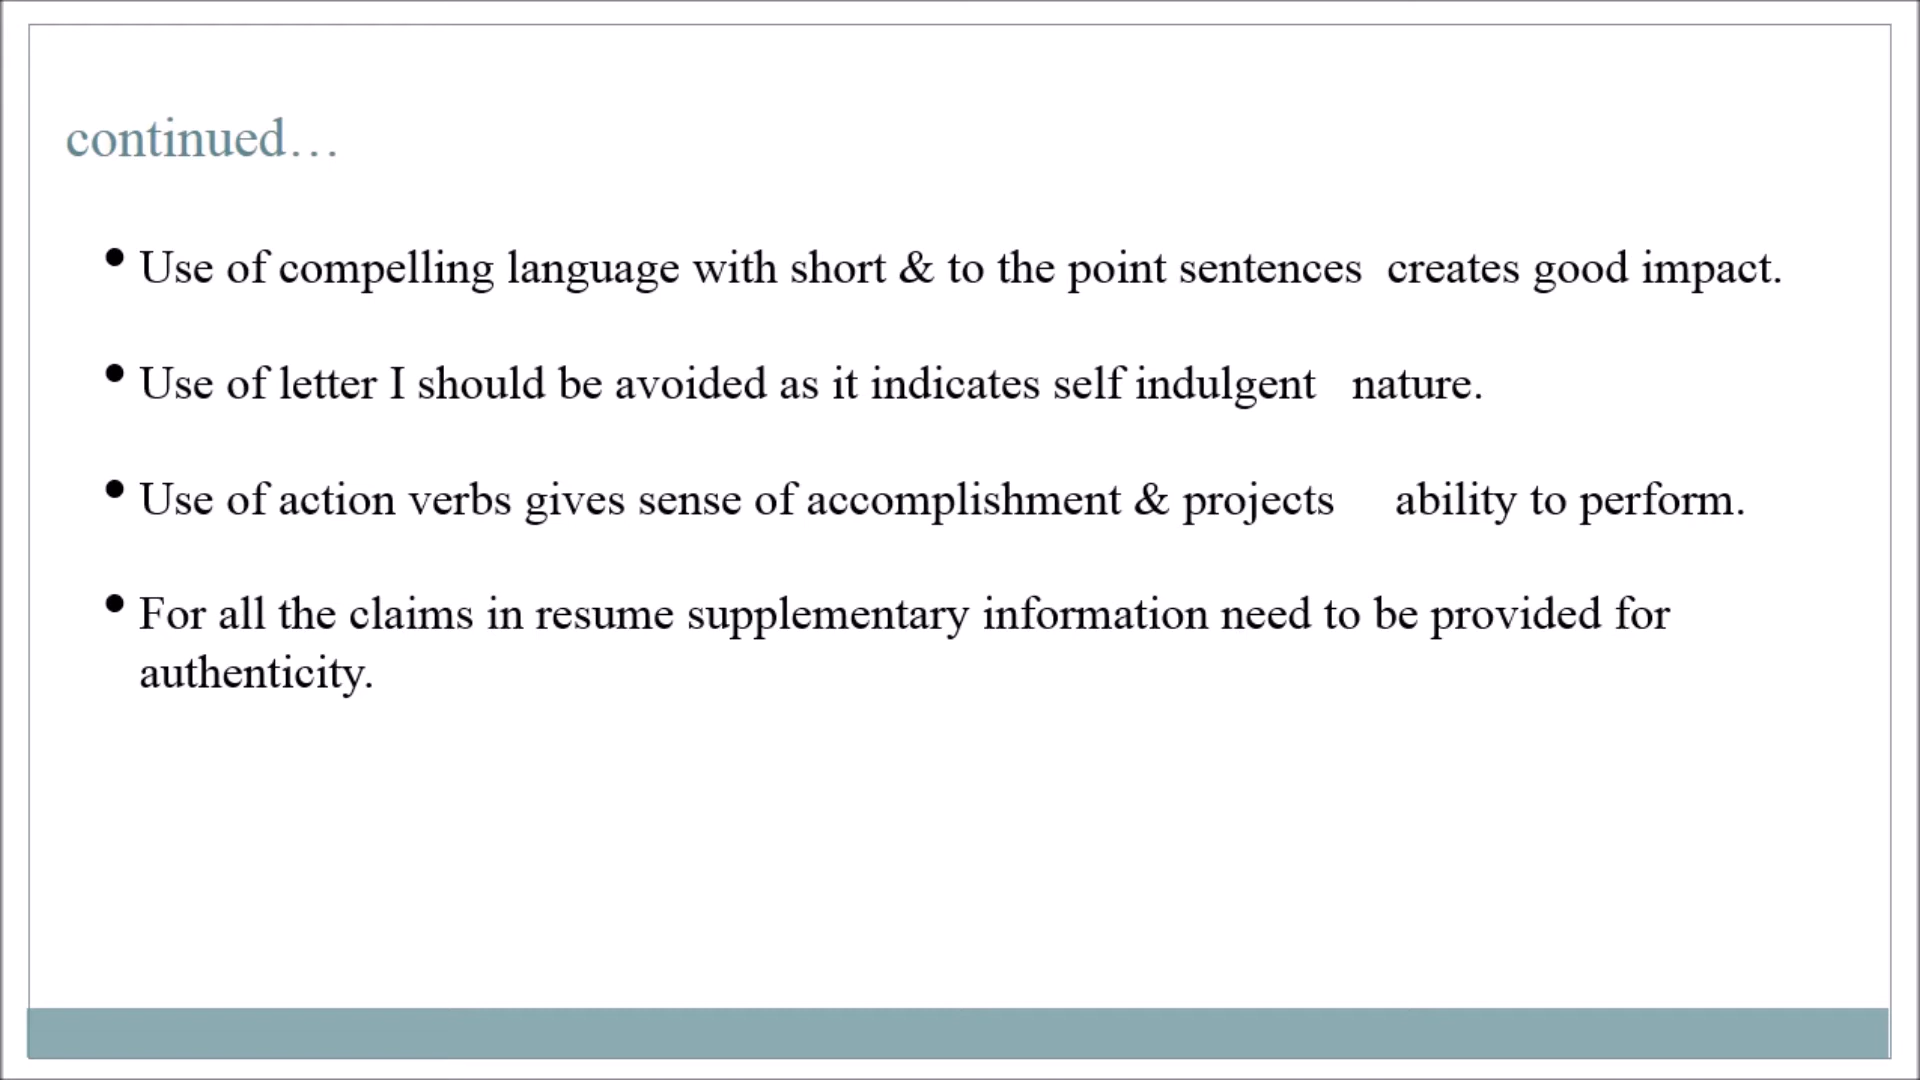 continued…
• Use of compelling language with short & to the point sentences creates good impact.
• Use of letter I should be avoided as it indicates self indulgent nature.
• Use of action verbs gives sense of accomplishment & projects ability to perform.
• For all the claims in resume supplementary information need to be provided for
authenticity.